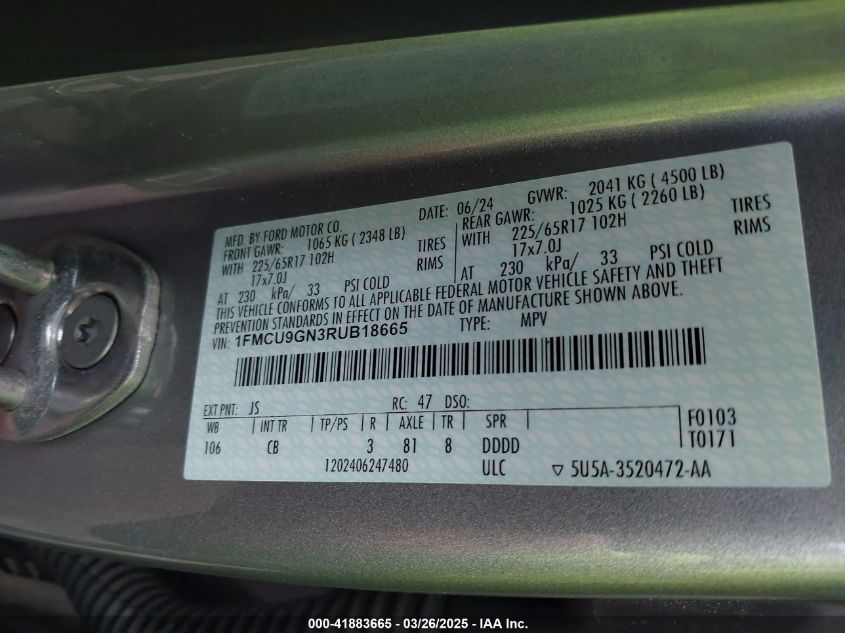 MFD. BY FORD MOTOR CO. DATE: 06/24 GVWR: 2041 KG ( 4500 LB)
FRONT GAWR: 1065 KG ( 2348 LB) REAR GAWR: 1025 KG ( 2260 LB)
WITH 225/65R17 102H TIRES WITH 225/65R17 102H TIRES
17x7.0J RIMS 17x7.0J RIMS
AT 230 kPa/ 33 PSI COLD AT 230 kPa/ 33 PSI COLD
THIS VEHICLE CONFORMS TO ALL APPLICABLE FEDERAL MOTOR VEHICLE SAFETY AND THEFT
PREVENTION STANDARDS IN EFFECT ON THE DATE OF MANUFACTURE SHOWN ABOVE.
VIN: 1FMCU9GN3RUB18665 TYPE: MPV
EXT PNT: JS RC: 47 DSO:
WB INT TR TP/PS R AXLE TR SPR F0103
106 CB 3 81 8 DDDD T0171
1202406247480 ULC ▽ 5U5A-3520472-AA
000-41883665 | 03/26/2025 - IAA Inc.